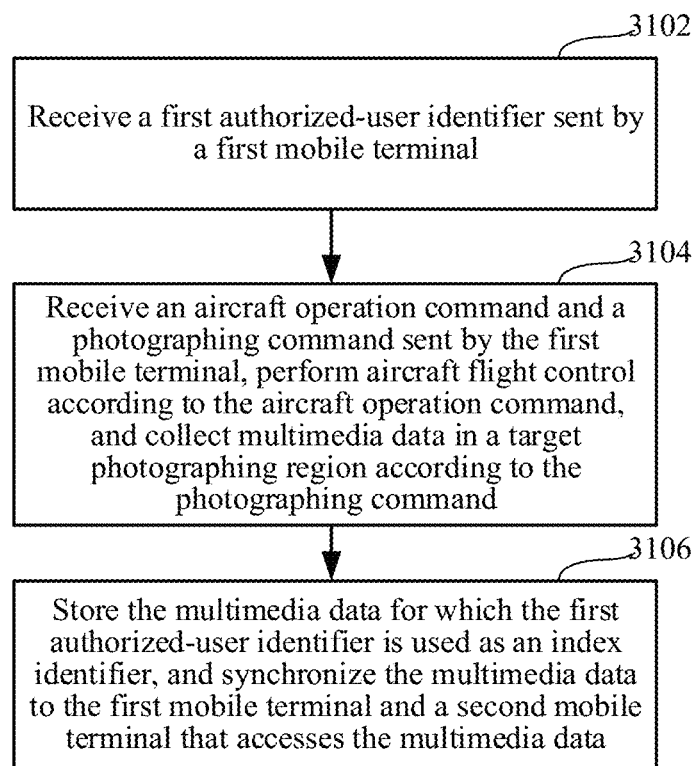 3102
Receive a first authorized-user identifier sent by
a first mobile terminal
3104
Receive an aircraft operation command and a
photographing command sent by the first
mobile terminal, perform aircraft flight control
according to the aircraft operation command,
and collect multimedia data in a target
photographing region according to the
photographing command
3106
Store the multimedia data for which the first
authorized-user identifier is used as an index
identifier, and synchronize the multimedia data
to the first mobile terminal and a second mobile
terminal that accesses the multimedia data